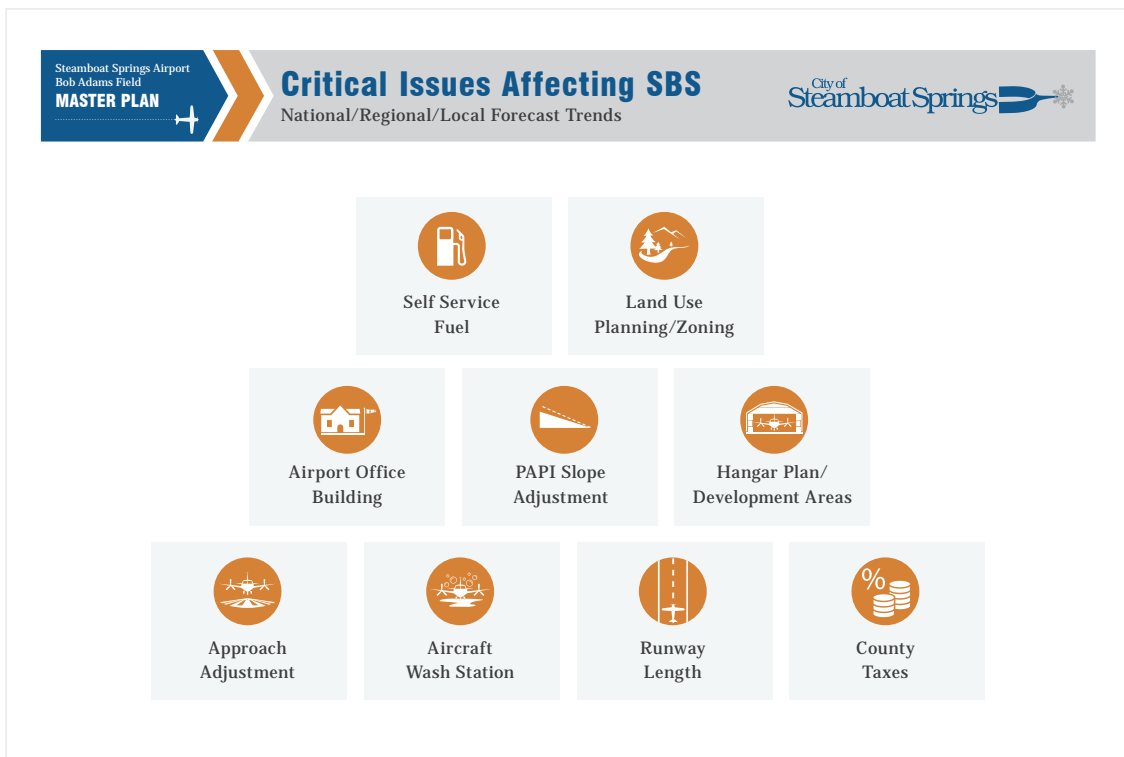 Steamboat Springs Airport
Bob Adams Field
MASTER PLAN
Critical Issues Affecting SBS
National/Regional/Local Forecast Trends
City of
Steamboat Springs
Self Service
Fuel
Land Use
Planning/Zoning
Airport Office
Building
PAPI Slope
Adjustment
Hangar Plan/
Development Areas
Approach
Adjustment
Aircraft
Wash Station
Runway
Length
%
County
Taxes